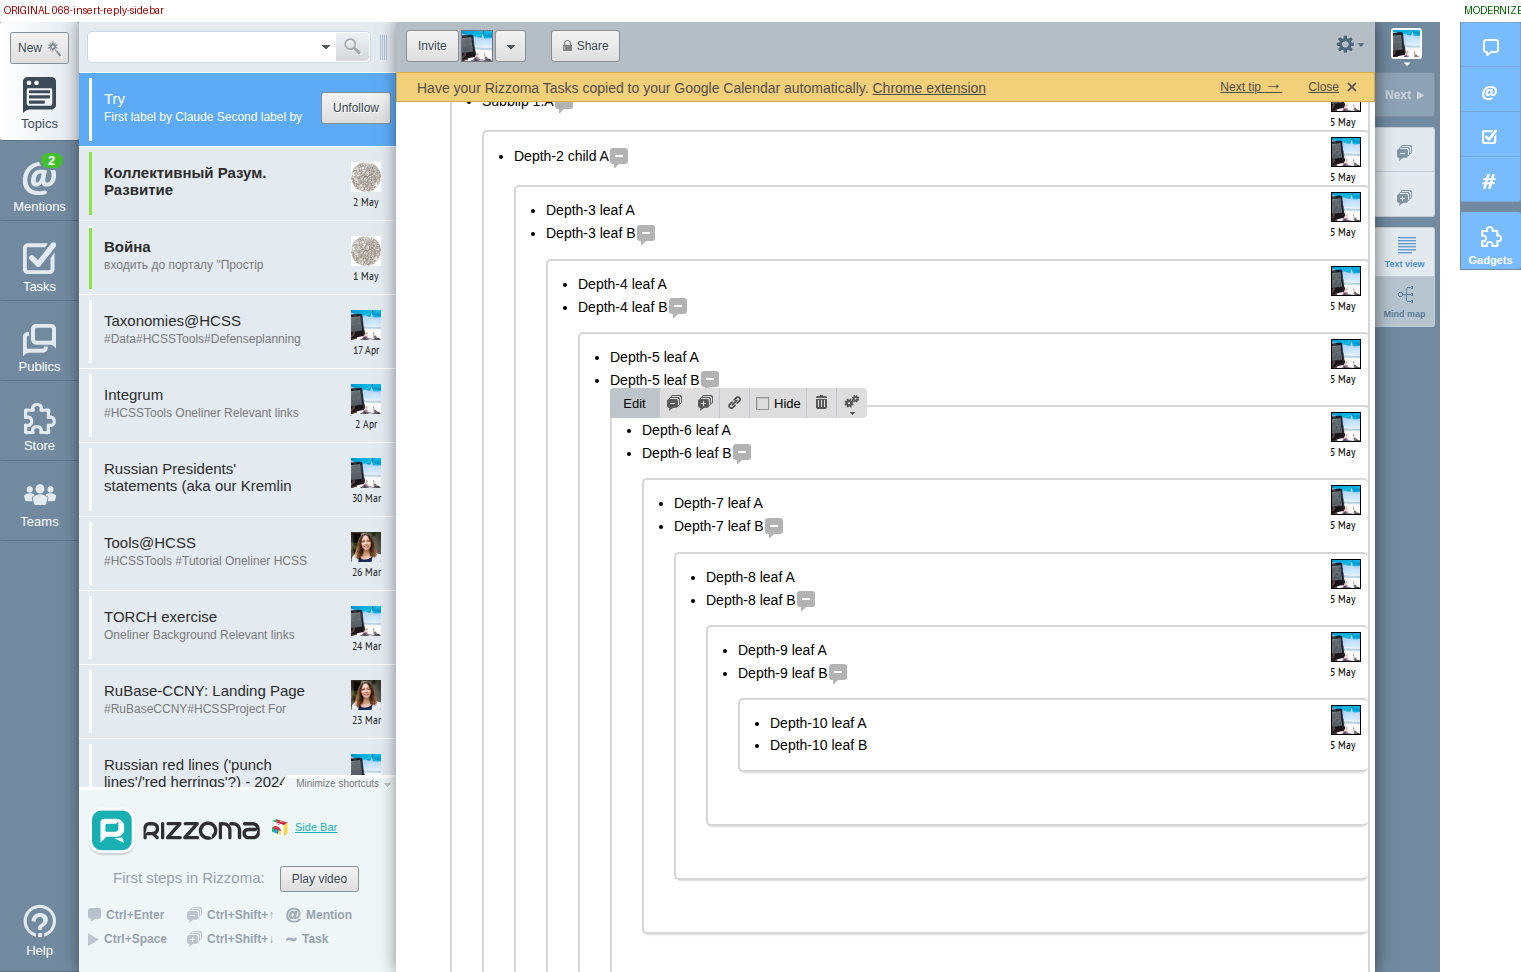 ORIGINAL 068-insert-reply-sidebar
MODERNIZE
New
Topics
2
Mentions
Tasks
Publics
Store
Teams
Help
Try
First label by Claude Second label by
Unfollow
Коллективный Разум.
Развитие
2 May
Война
входить до порталу "Простір
1 May
Taxonomies@HCSS
#Data#HCSSTools#Defenseplanning
17 Apr
Integrum
#HCSSTools Oneliner Relevant links
2 Apr
Russian Presidents'
statements (aka our Kremlin
30 Mar
Tools@HCSS
#HCSSTools #Tutorial Oneliner HCSS
26 Mar
TORCH exercise
Oneliner Background Relevant links
24 Mar
RuBase-CCNY: Landing Page
#RuBaseCCNY#HCSSProject For
23 Mar
Russian red lines ('punch
lines'/'red herrings'?) - 2024
Minimize shortcuts
RIZZOMA
Side Bar
First steps in Rizzoma:
Play video
Ctrl+Enter
Ctrl+Shift+↑
@ Mention
Ctrl+Space
Ctrl+Shift+↓
~ Task
Invite
Share
Have your Rizzoma Tasks copied to your Google Calendar automatically. Chrome extension
Next tip →
Close ✕
Subblip 1.A
5 May
Depth-2 child A
5 May
Depth-3 leaf A
Depth-3 leaf B
5 May
Depth-4 leaf A
Depth-4 leaf B
5 May
Depth-5 leaf A
Depth-5 leaf B
5 May
Edit
Hide
Depth-6 leaf A
Depth-6 leaf B
5 May
Depth-7 leaf A
Depth-7 leaf B
5 May
Depth-8 leaf A
Depth-8 leaf B
5 May
Depth-9 leaf A
Depth-9 leaf B
5 May
Depth-10 leaf A
Depth-10 leaf B
5 May
Next
Text view
Mind map
@
#
Gadgets